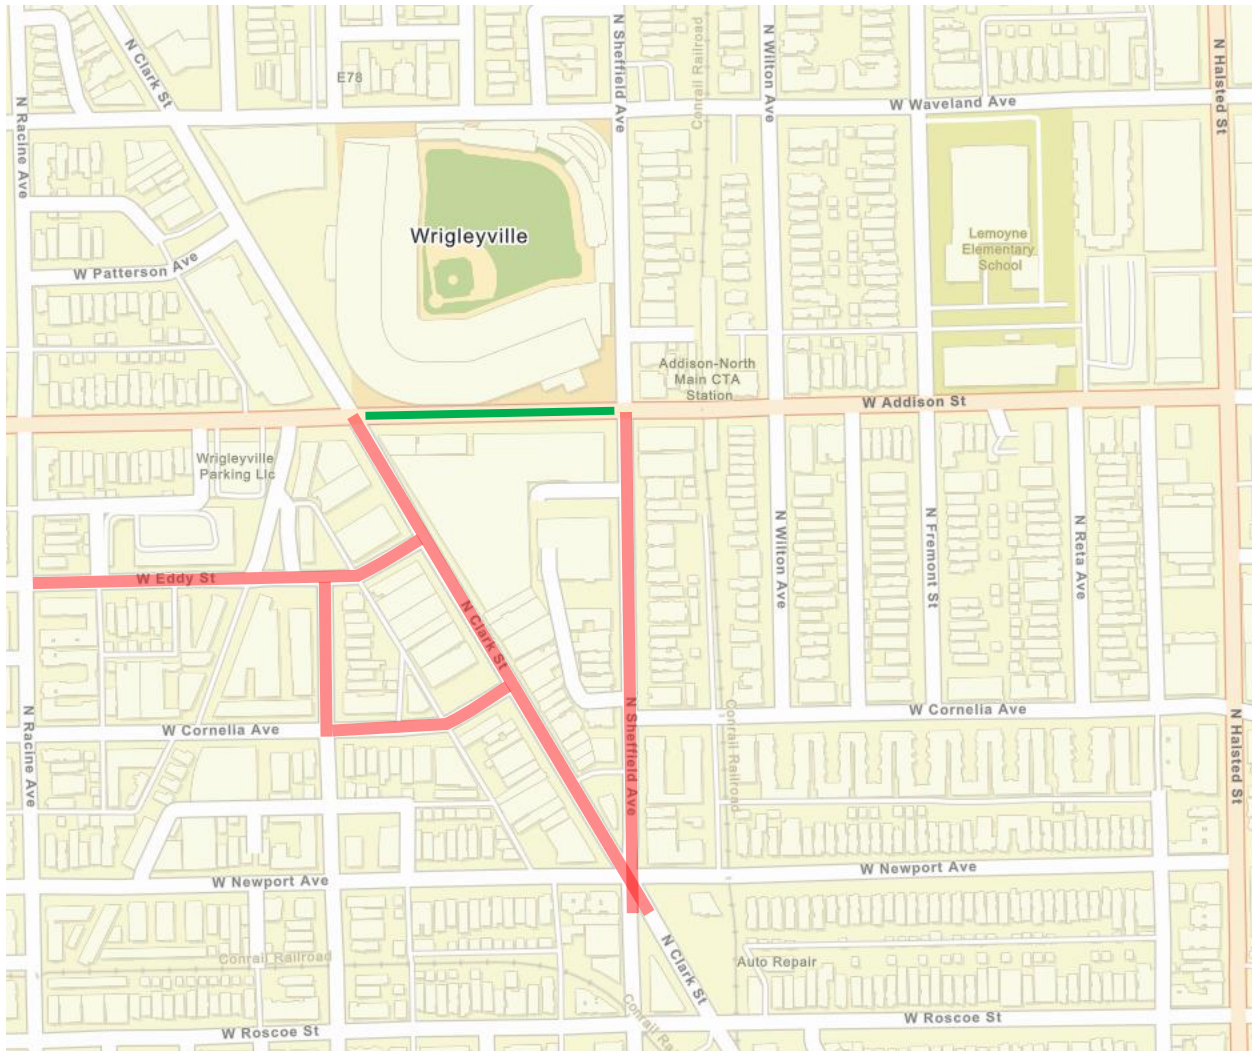 N Clark St
N Sheffield Ave
Conrail Railroad
N Wilton Ave
N Halsted St
E78
N Racine Ave
W Waveland Ave
Wrigleyville
Lemoyne
Elementary
School
W Patterson Ave
Addison-North
Main CTA
Station
W Addison St
Wrigleyville
Parking Llc
N Wilton Ave
N Fremont St
N Reta Ave
W Eddy St
N Clark St
N Racine Ave
W Cornelia Ave
N Sheffield Ave
Conrail Railroad
W Cornelia Ave
N Halsted St
W Newport Ave
W Newport Ave
Conrail Railroad
N Clark St
Auto Repair
Conrail Ra
W Roscoe St
W Roscoe St